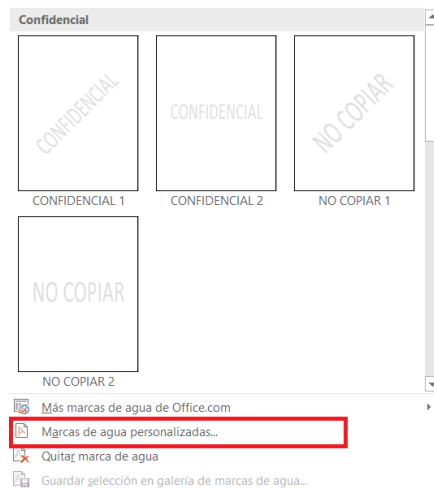 Confidencial
CONFIDENCIAL
CONFIDENCIAL
NO COPIAR
CONFIDENCIAL 1
CONFIDENCIAL 2
NO COPIAR 1
NO COPIAR
NO COPIAR 2
Más marcas de agua de Office.com
Marcas de agua personalizadas...
Quitar marca de agua
Guardar selección en galería de marcas de agua...